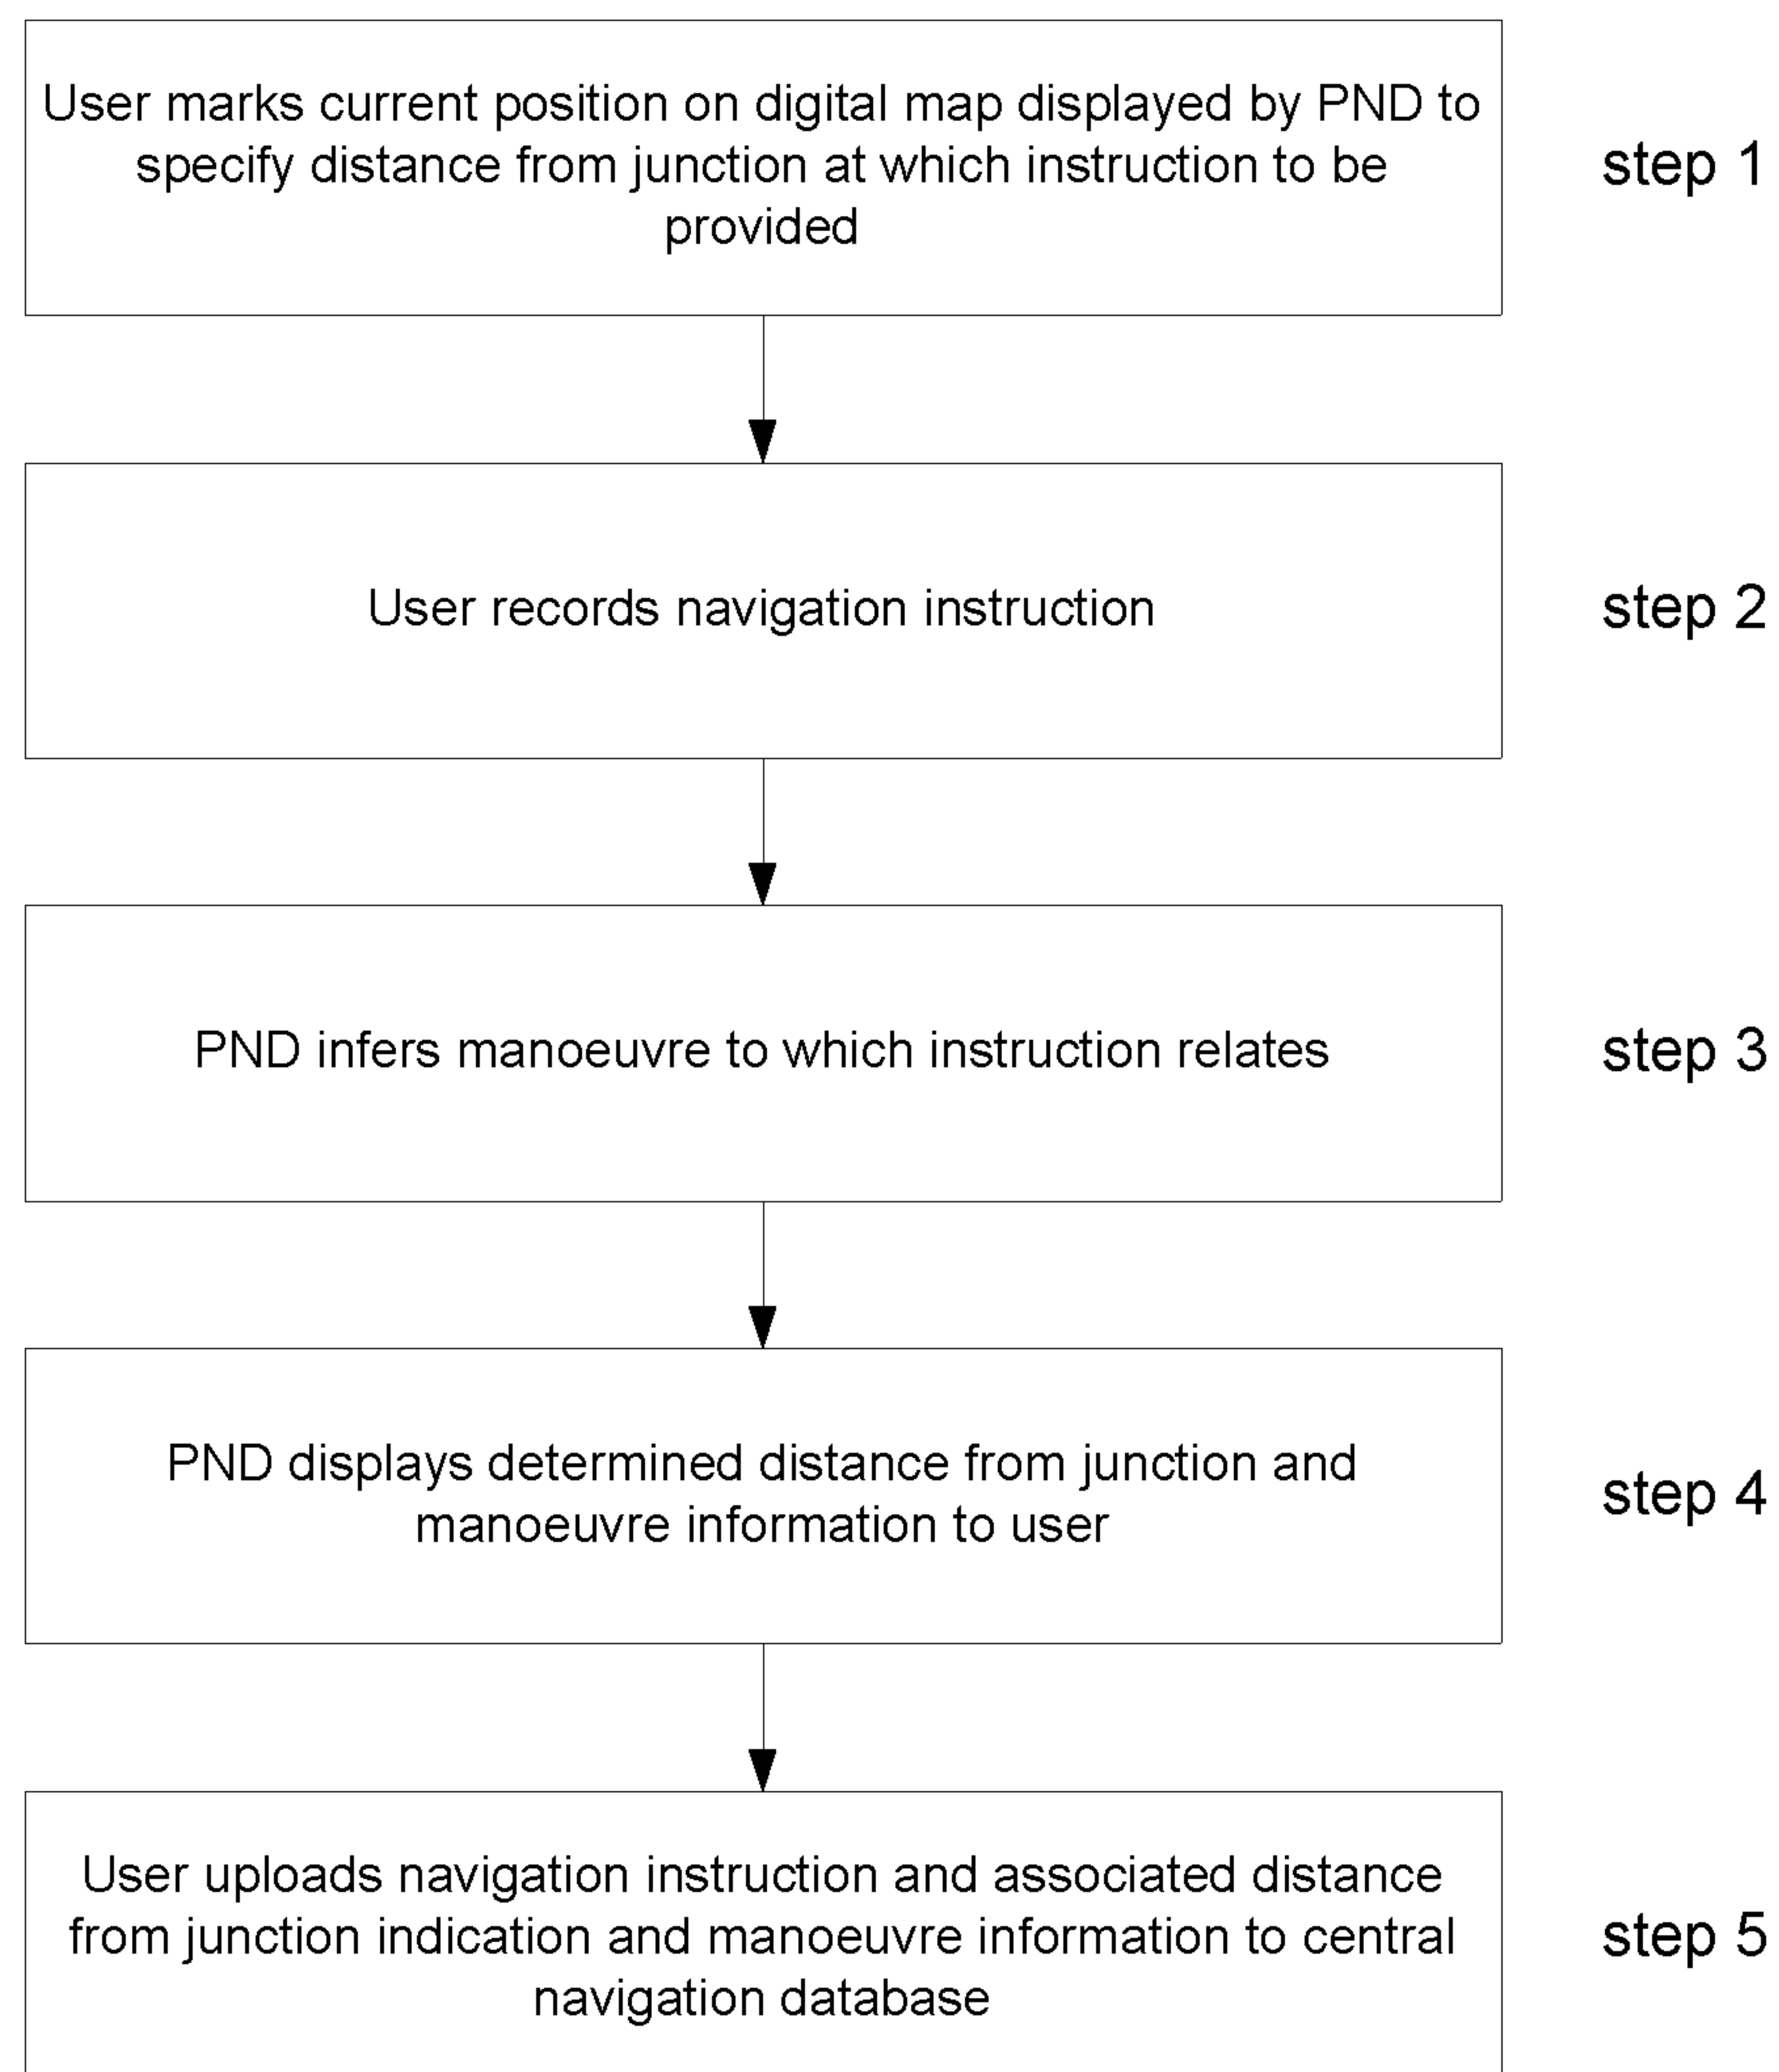 User marks current position on digital map displayed by PND to
specify distance from junction at which instruction to be
provided
step 1
User records navigation instruction
step 2
PND infers manoeuvre to which instruction relates
step 3
PND displays determined distance from junction and
manoeuvre information to user
step 4
User uploads navigation instruction and associated distance
from junction indication and manoeuvre information to central
navigation database
step 5